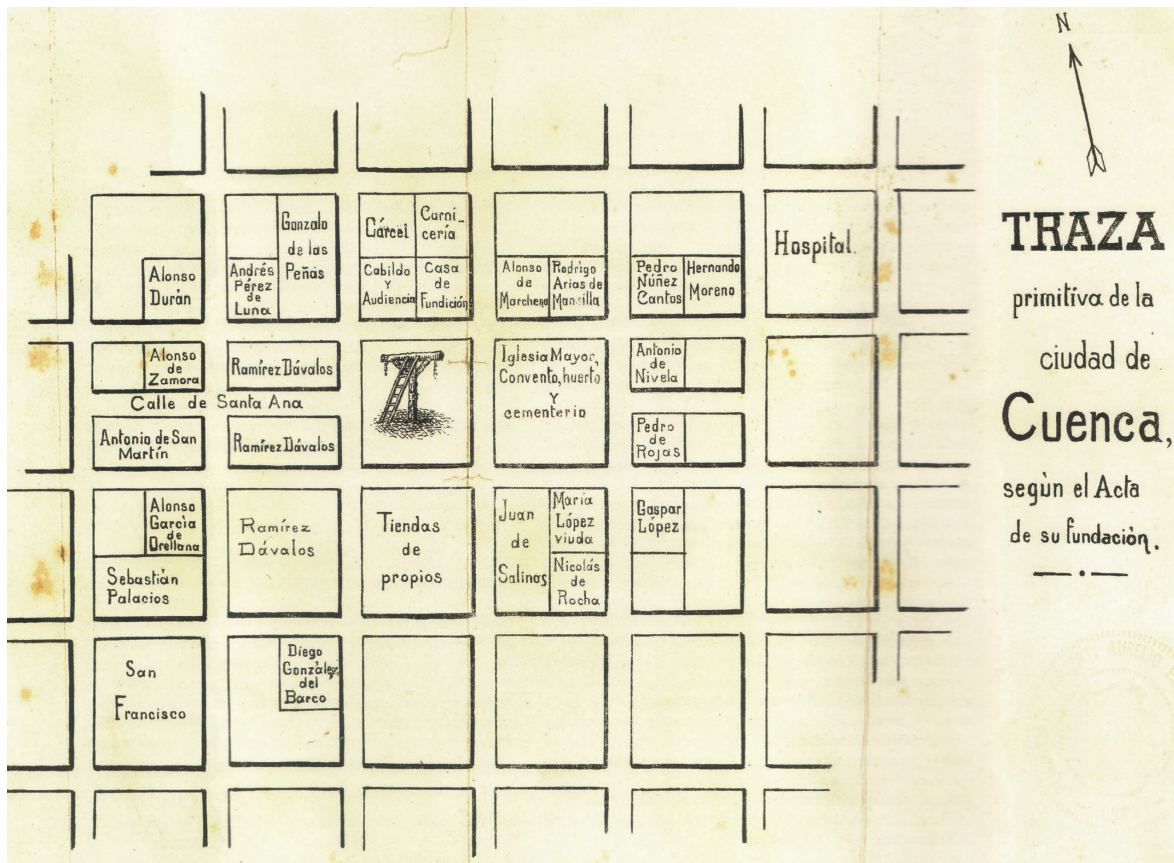 N
TRAZA
primitiva de la
ciudad de
Cuenca,
segùn el Acta
de su fundaciòn.
Alonso
Durán
Andrés
Pérez
de
Luna
Gonzalo
de las
Peñas
Cárcel
Carni_
cería
Cabildo
y
Audiencia
Casa
de
Fundición
Alonso
de
Marchena
Rodrigo
Arias de
Mansilla
Pedro
Núñez
Cantos
Hernando
Moreno
Hospital.
Alonso
de
Zamora
Ramírez Dávalos
Calle de Santa Ana
Antonio de San
Martín
Ramírez Dávalos
Iglesia Mayor,
Convento, huerto
y
cementerio
Antonio
de
Nivela
Pedro
de
Rojas
Alonso
Garcìa
de
Orellana
Sebastián
Palacios
Ramírez
Dávalos
Tiendas
de
propios
Juan
de
Salinas
María
López
viuda
Nicolás
de
Rocha
Gaspar
López
San
Francisco
Diego
González
del
Barco